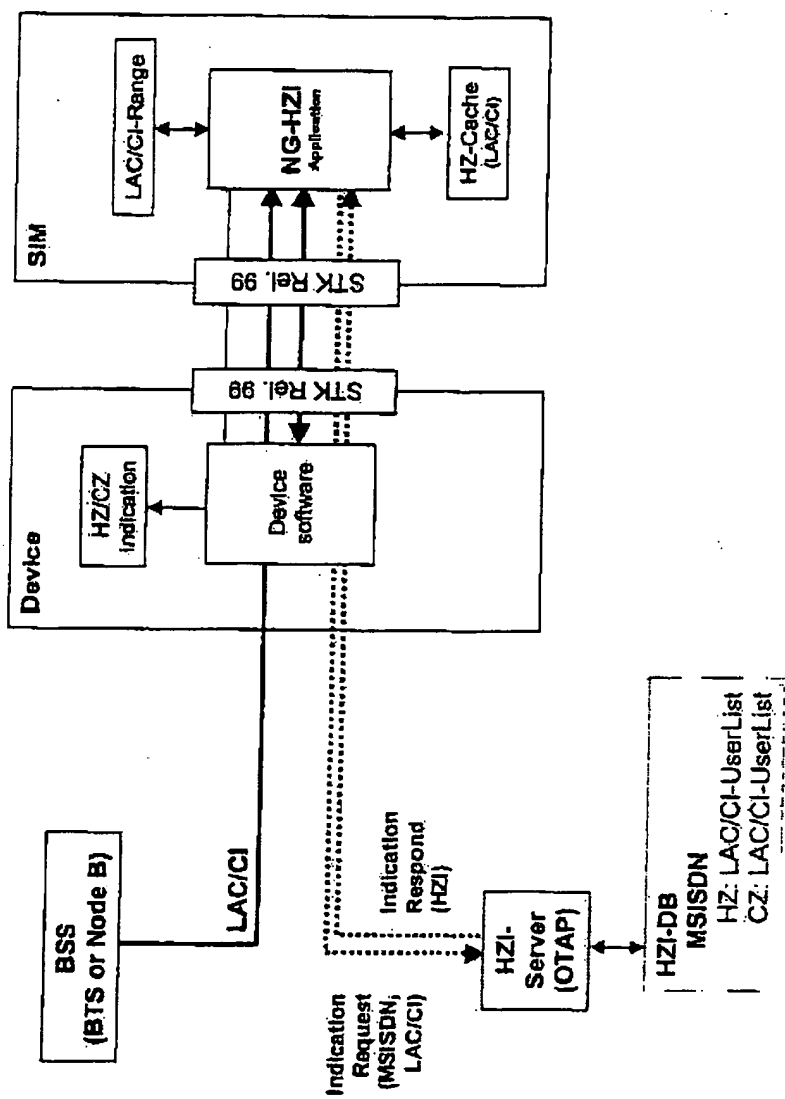 BSS
(BTS or Node B)
LAC/CI
Device
HZ/CZ
Indication
Device
software
STK Rel. 99
SIM
STK Rel. 99
LAC/CI-Range
NG-HZI
Application
HZ-Cache
(LAC/CI)
Indication
Request
(MSISDN,
LAC/CI)
Indication
Respond
(HZI)
HZI-
Server
(OTAP)
HZI-DB
MSISDN
HZ: LAC/CI-UserList
CZ: LAC/CI-UserList